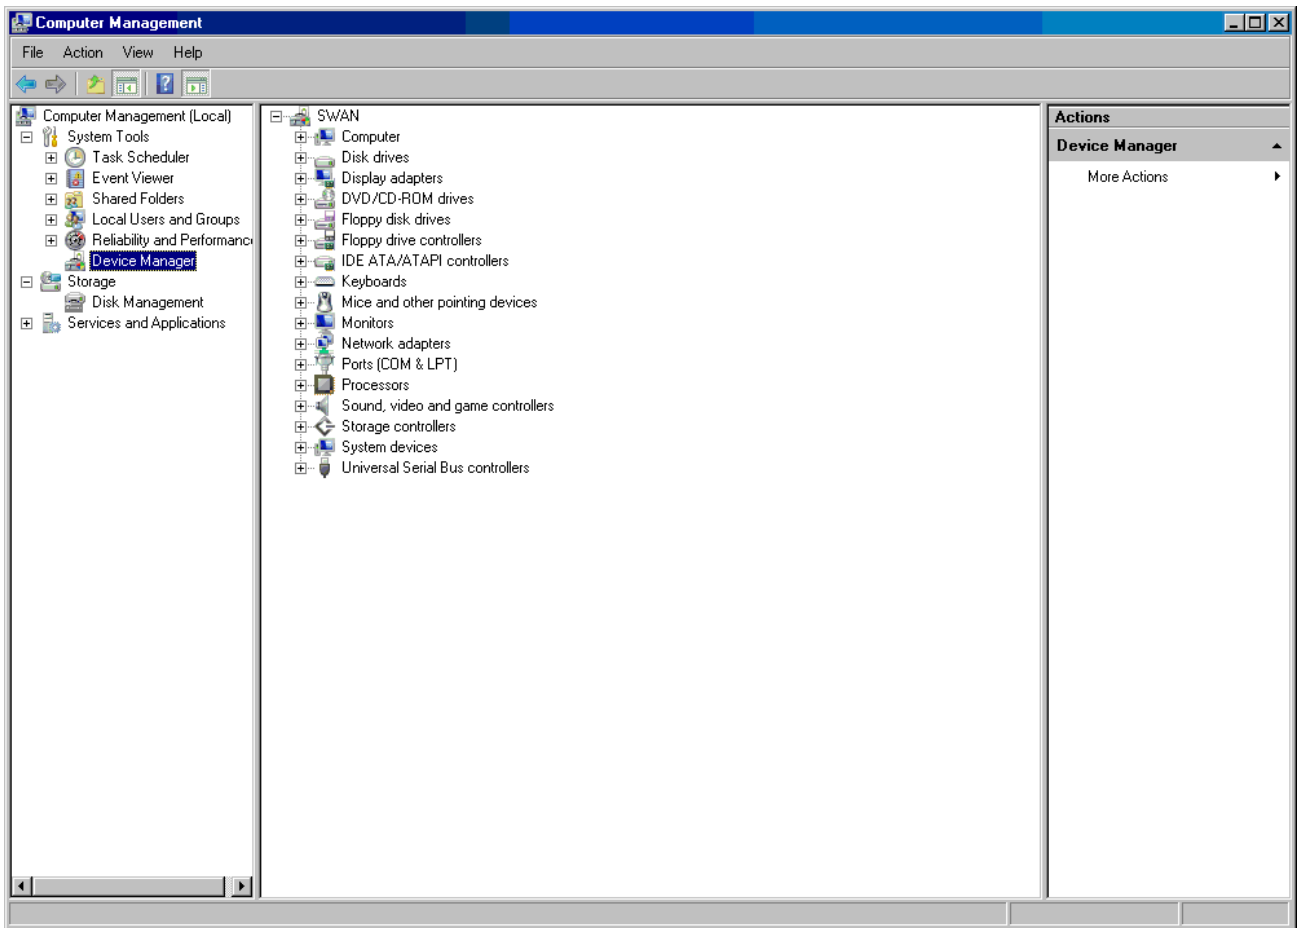 Computer Management
File Action View Help
Computer Management (Local)
System Tools
Task Scheduler
Event Viewer
Shared Folders
Local Users and Groups
Reliability and Performanc
Device Manager
Storage
Disk Management
Services and Applications
SWAN
Computer
Disk drives
Display adapters
DVD/CD-ROM drives
Floppy disk drives
Floppy drive controllers
IDE ATA/ATAPI controllers
Keyboards
Mice and other pointing devices
Monitors
Network adapters
Ports (COM & LPT)
Processors
Sound, video and game controllers
Storage controllers
System devices
Universal Serial Bus controllers
Actions
Device Manager
More Actions